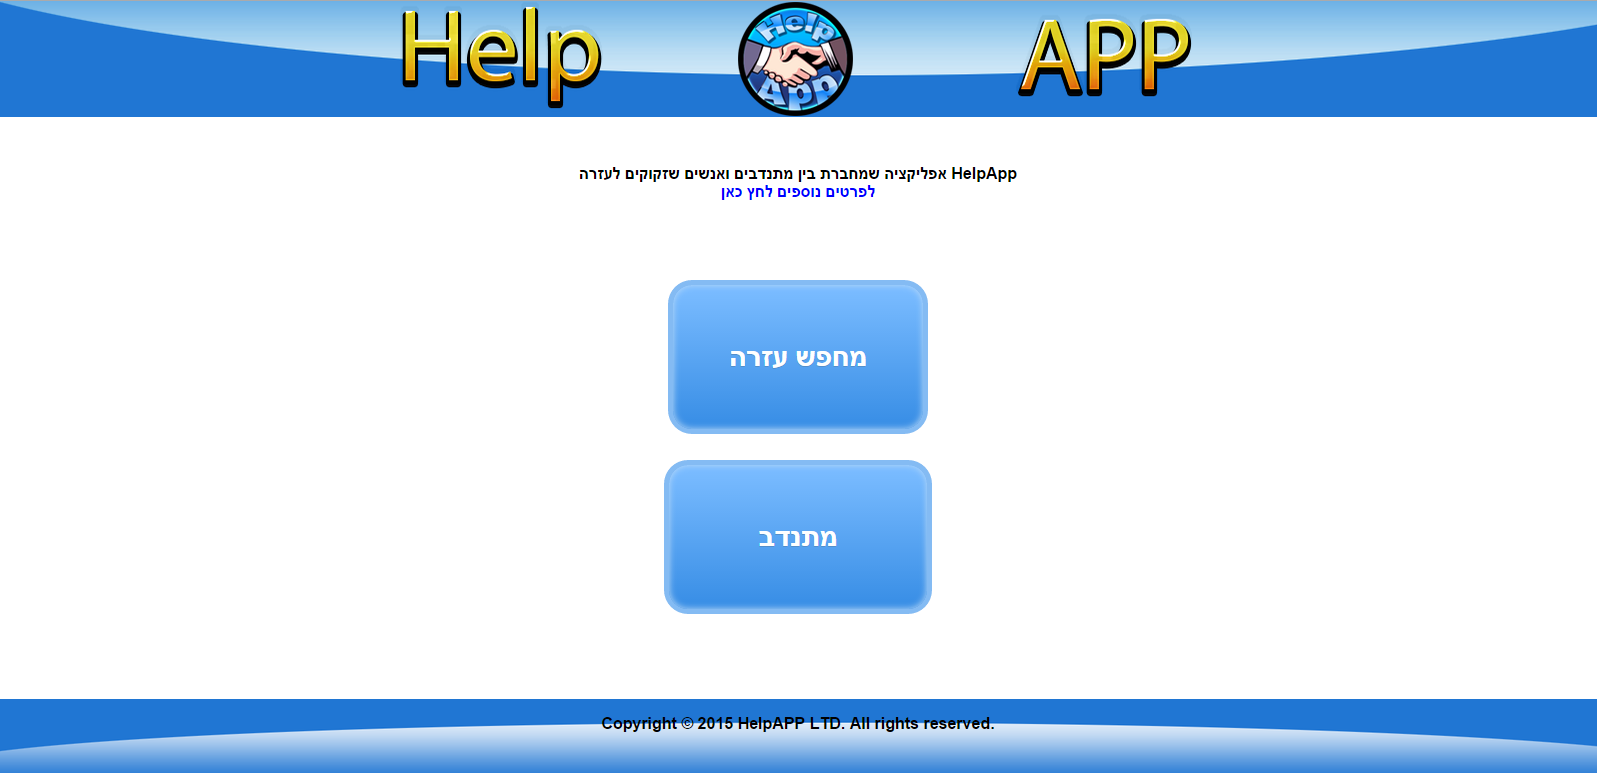 Help
Help
App
APP
HelpApp אפליקציה שמחברת בין מתנדבים ואנשים שזקוקים לעזרה
לפרטים נוספים לחץ כאן
מחפש עזרה
מתנדב
Copyright © 2015 HelpAPP LTD. All rights reserved.